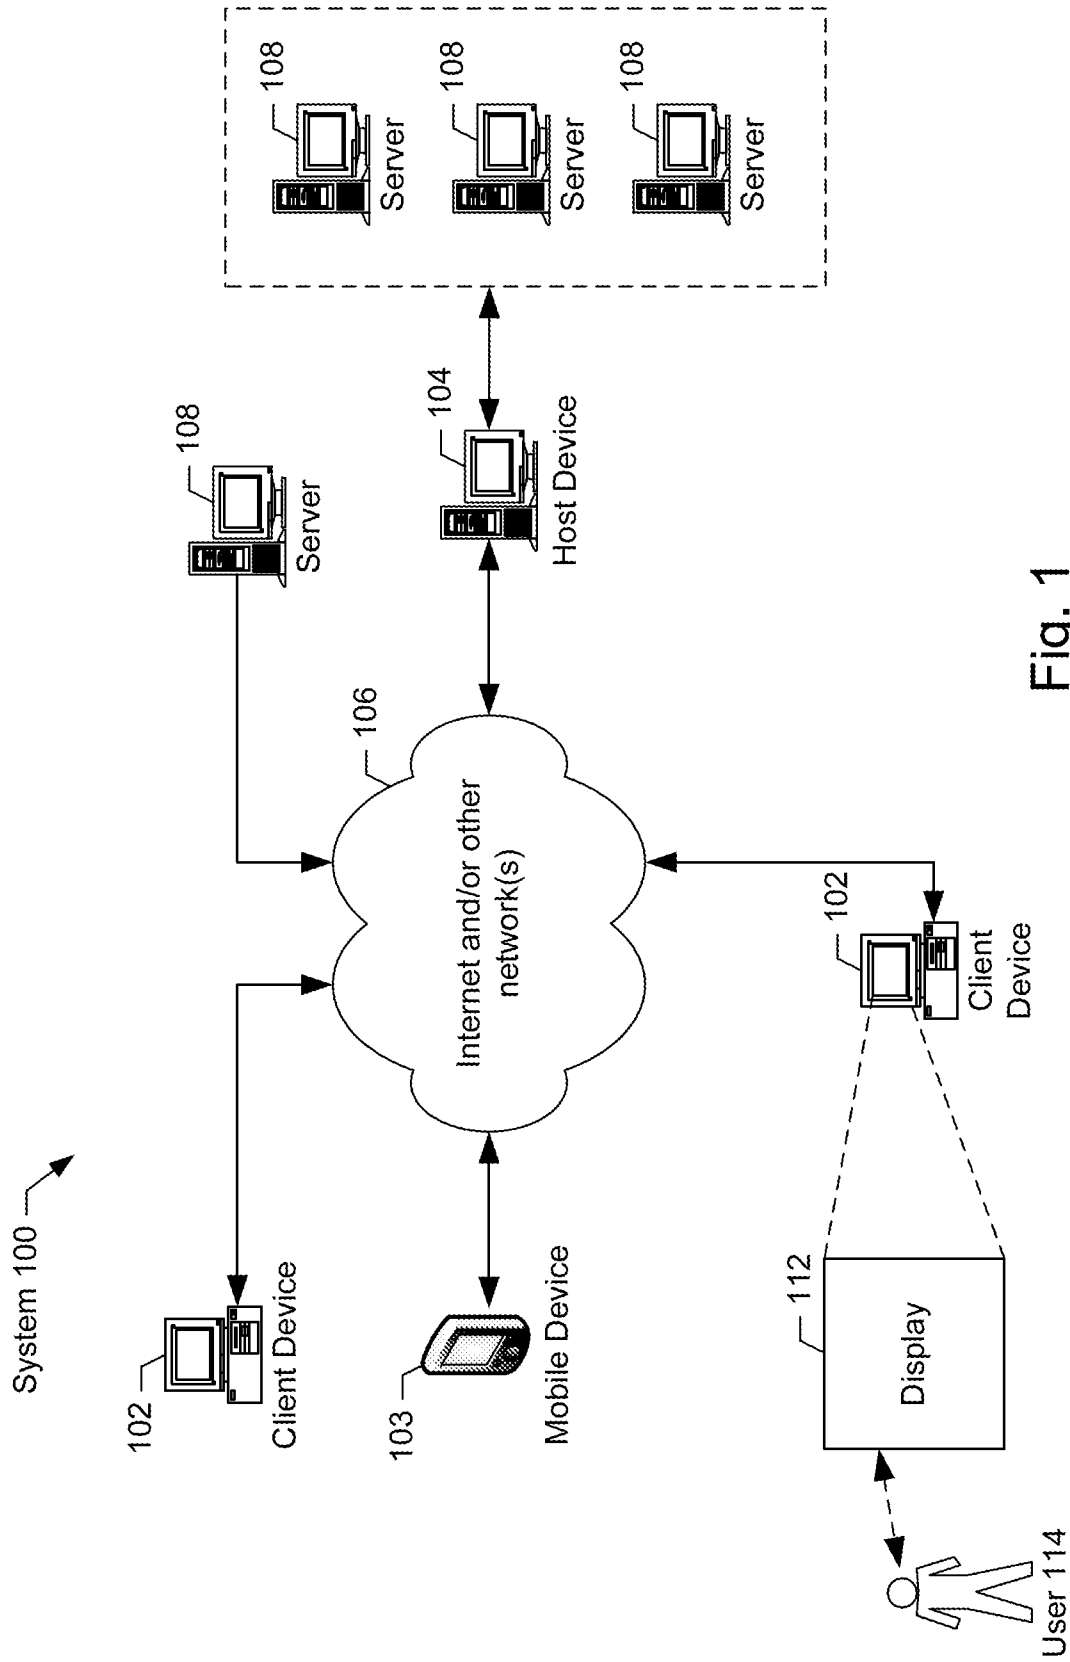 System 100
102
Client Device
108
Server
108
Server
108
Server
108
Server
106
Internet and/or other
network(s)
103
Mobile Device
104
Host Device
112
Display
User 114
102
Client
Device
Fig. 1